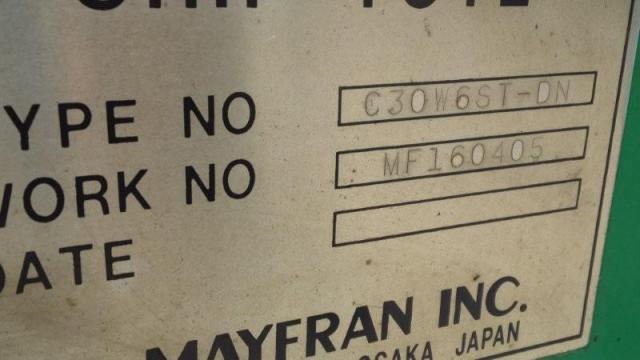 YPE NO C30W6ST-DN
WORK NO MF160405
DATE
MAYFRAN INC.
OSAKA JAPAN